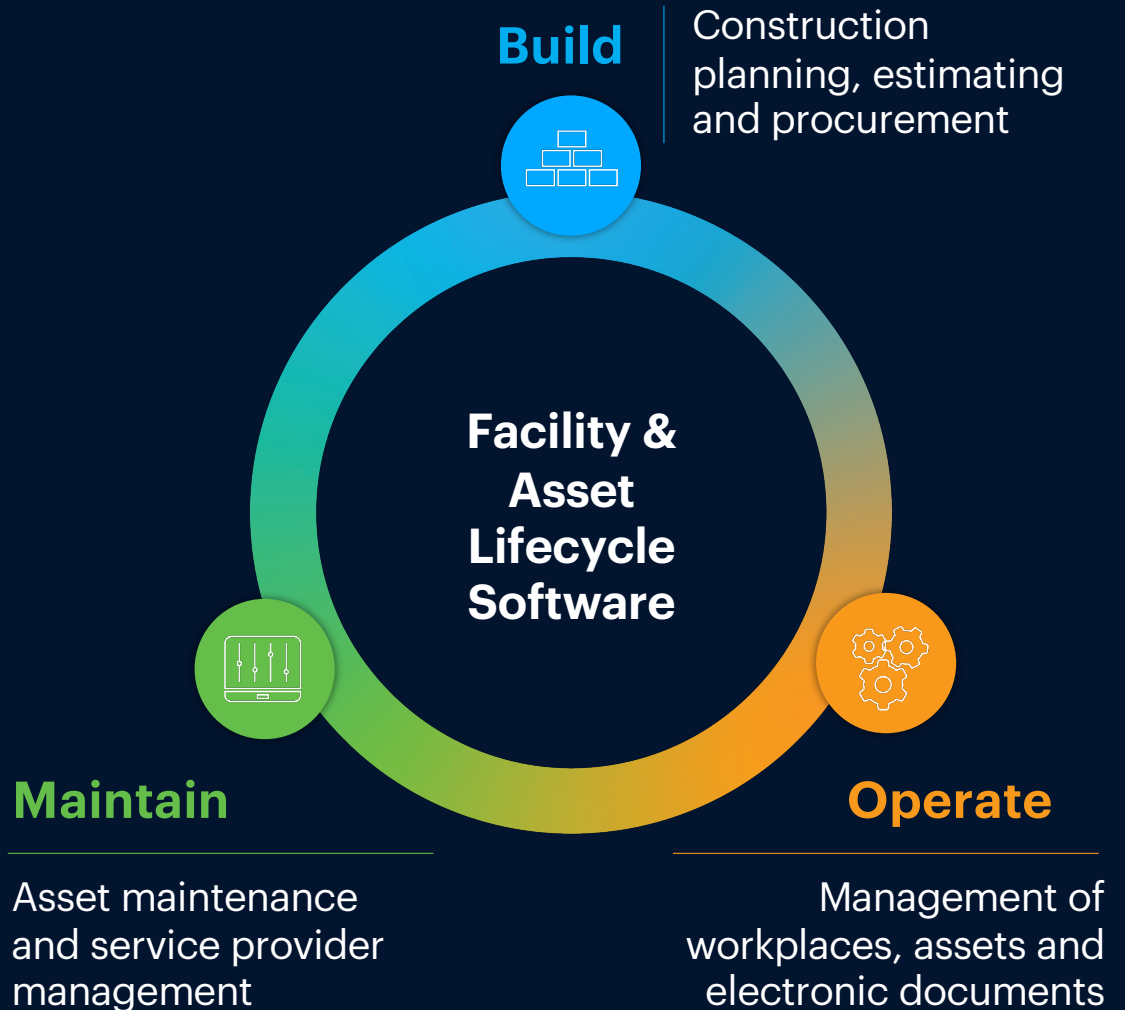 Build
Construction
planning, estimating
and procurement
Facility &
Asset
Lifecycle
Software
Maintain
Asset maintenance
and service provider
management
Operate
Management of
workplaces, assets and
electronic documents